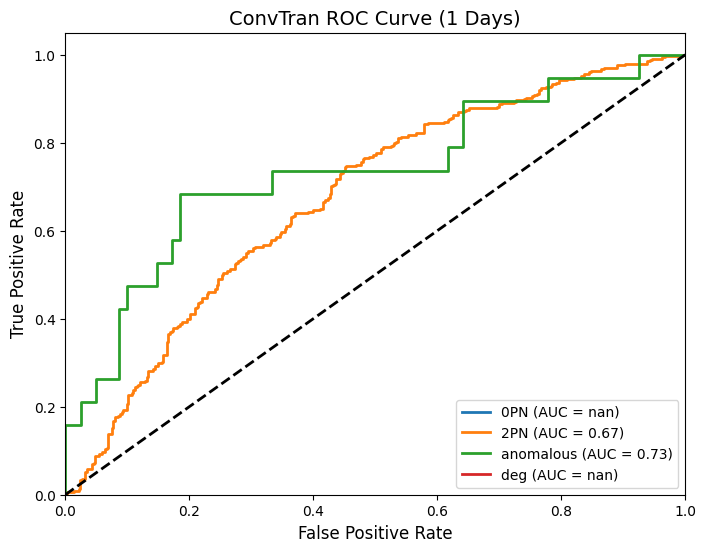 ConvTran ROC Curve (1 Days)
True Positive Rate
1.0
0.8
0.6
0.4
0.2
0.0
0.0 0.2 0.4 0.6 0.8 1.0
False Positive Rate
0PN (AUC = nan)
2PN (AUC = 0.67)
anomalous (AUC = 0.73)
deg (AUC = nan)